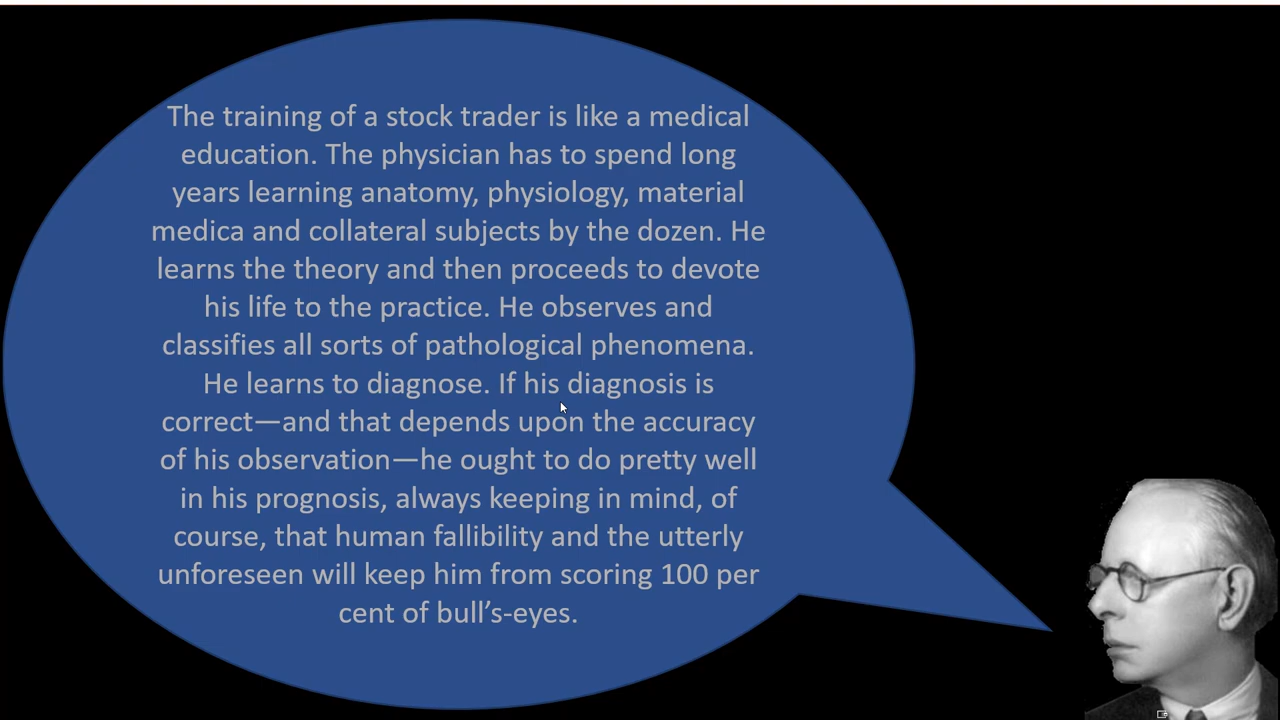 The training of a stock trader is like a medical
education. The physician has to spend long
years learning anatomy, physiology, material
medica and collateral subjects by the dozen. He
learns the theory and then proceeds to devote
his life to the practice. He observes and
classifies all sorts of pathological phenomena.
He learns to diagnose. If his diagnosis is
correct—and that depends upon the accuracy
of his observation—he ought to do pretty well
in his prognosis, always keeping in mind, of
course, that human fallibility and the utterly
unforeseen will keep him from scoring 100 per
cent of bull’s-eyes.